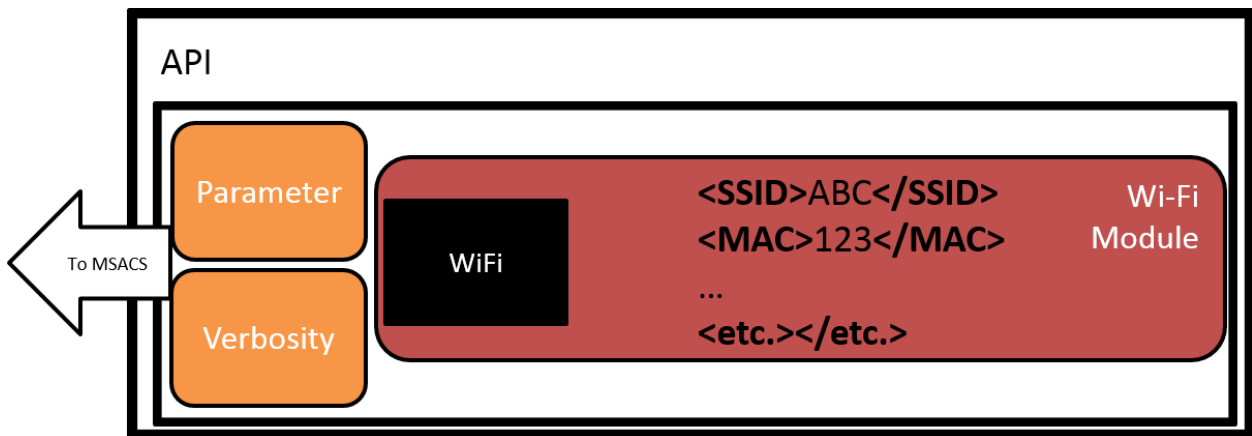 API
Parameter
To MSACS
Verbosity
WiFi
<SSID>ABC</SSID>
<MAC>123</MAC>
...
<etc.></etc.>
Wi-Fi
Module